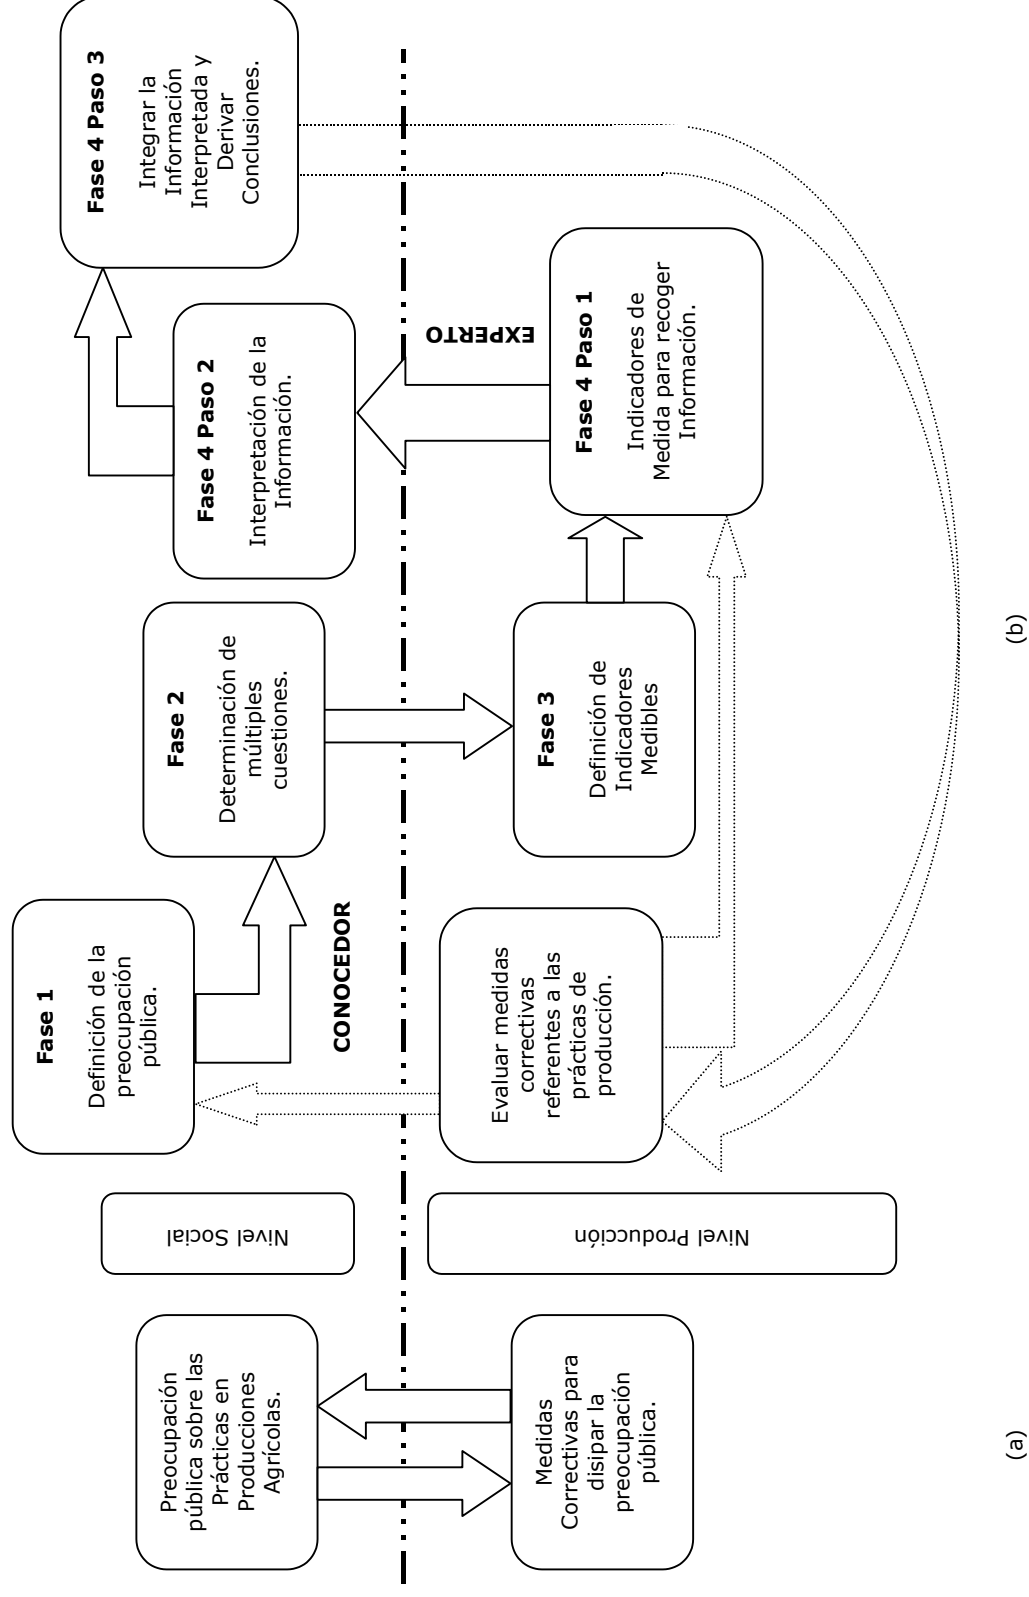 Preocupación
pública sobre las
Prácticas en
Producciones
Agrícolas.
Medidas
Correctivas para
disipar la
preocupación
pública.
(a)
Nivel Social
Nivel Producción
Fase 1
Definición de la
preocupación
pública.
CONOCEDOR
Evaluar medidas
correctivas
referentes a las
prácticas de
producción.
Fase 2
Determinación de
múltiples
cuestiones.
Fase 3
Definición de
Indicadores
Medibles
Fase 4 Paso 2
Interpretación de la
Información.
EXPERTO
Fase 4 Paso 1
Indicadores de
Medida para recoger
Información.
Fase 4 Paso 3
Integrar la
Información
Interpretada y
Derivar
Conclusiones.
(b)